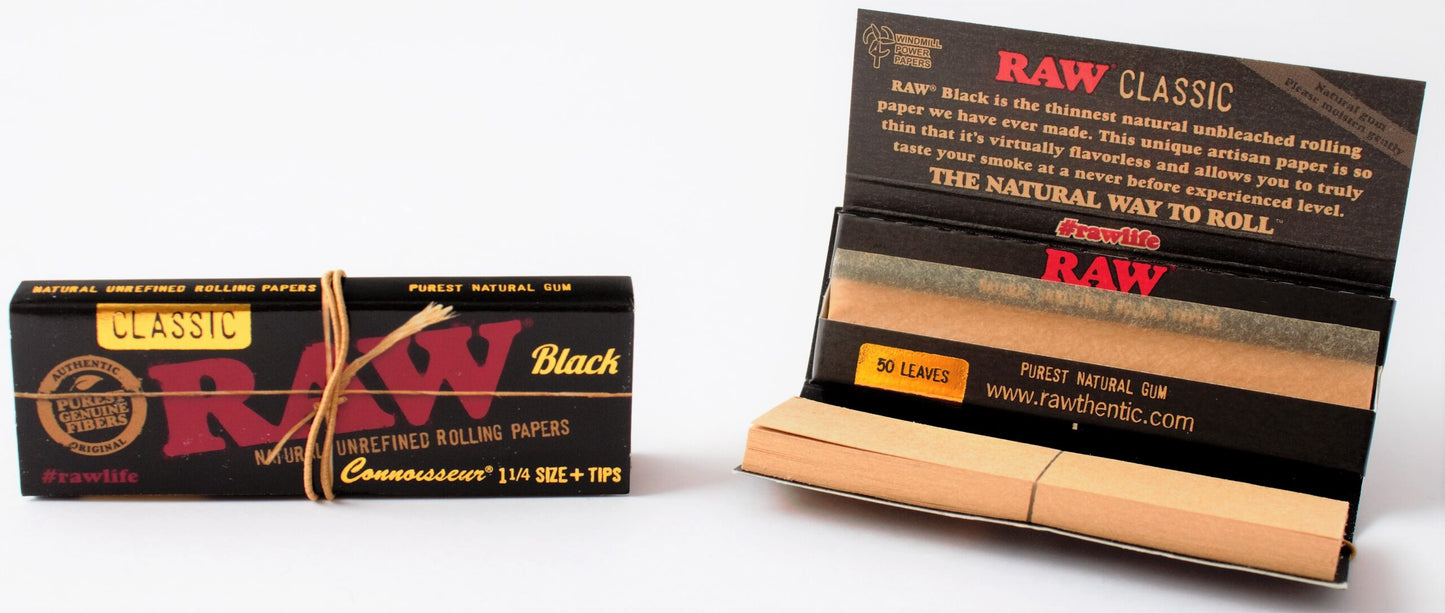 NATURAL UNREFINED ROLLING PAPERS
PUREST NATURAL GUM
CLASSIC
RAW®
Black
AUTHENTIC
PUREST
GENUINE
FIBERS
ORIGINAL
NATURAL UNREFINED ROLLING PAPERS
#rawlife
Connoisseur® 1 1/4 SIZE + TIPS
WINDMILL
POWER
PAPERS
RAW® CLASSIC
Natural gum
Please moisten gently
RAW® Black is the thinnest natural unbleached rolling
paper we have ever made. This unique artisan paper is so
thin that it's virtually flavorless and allows you to truly
taste your smoke at a never before experienced level.
THE NATURAL WAY TO ROLL™
#rawlife
RAW
50 LEAVES
PUREST NATURAL GUM
www.rawthentic.com